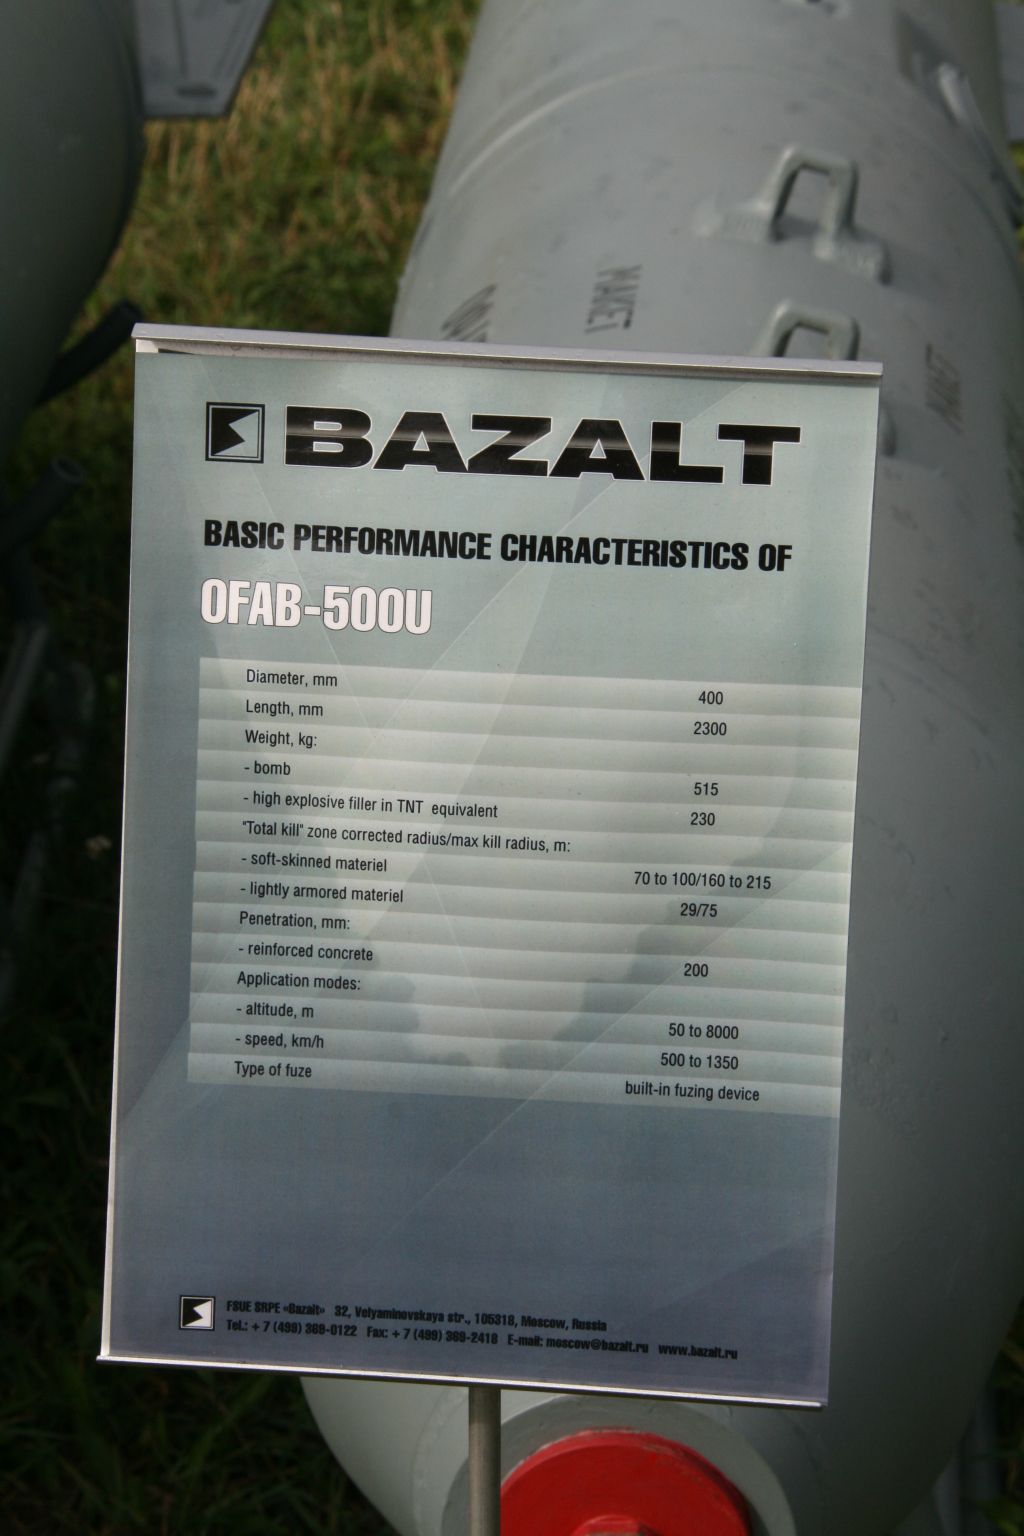 МАКЕТ
МАКЕТ
BAZALT
BASIC PERFORMANCE CHARACTERISTICS OF
OFAB-500U
Diameter, mm 400
Length, mm 2300
Weight, kg:
- bomb 515
- high explosive filler in TNT equivalent 230
"Total kill" zone corrected radius/max kill radius, m:
- soft-skinned materiel 70 to 100/160 to 215
- lightly armored materiel 29/75
Penetration, mm:
- reinforced concrete 200
Application modes:
- altitude, m 50 to 8000
- speed, km/h 500 to 1350
Type of fuze built-in fuzing device
FSUE SRPE «Bazalt» 32, Velyaminovskaya str., 105318, Moscow, Russia
Tel.: + 7 (499) 369-0122 Fax: + 7 (499) 369-2418 E-mail: moscow@bazalt.ru www.bazalt.ru